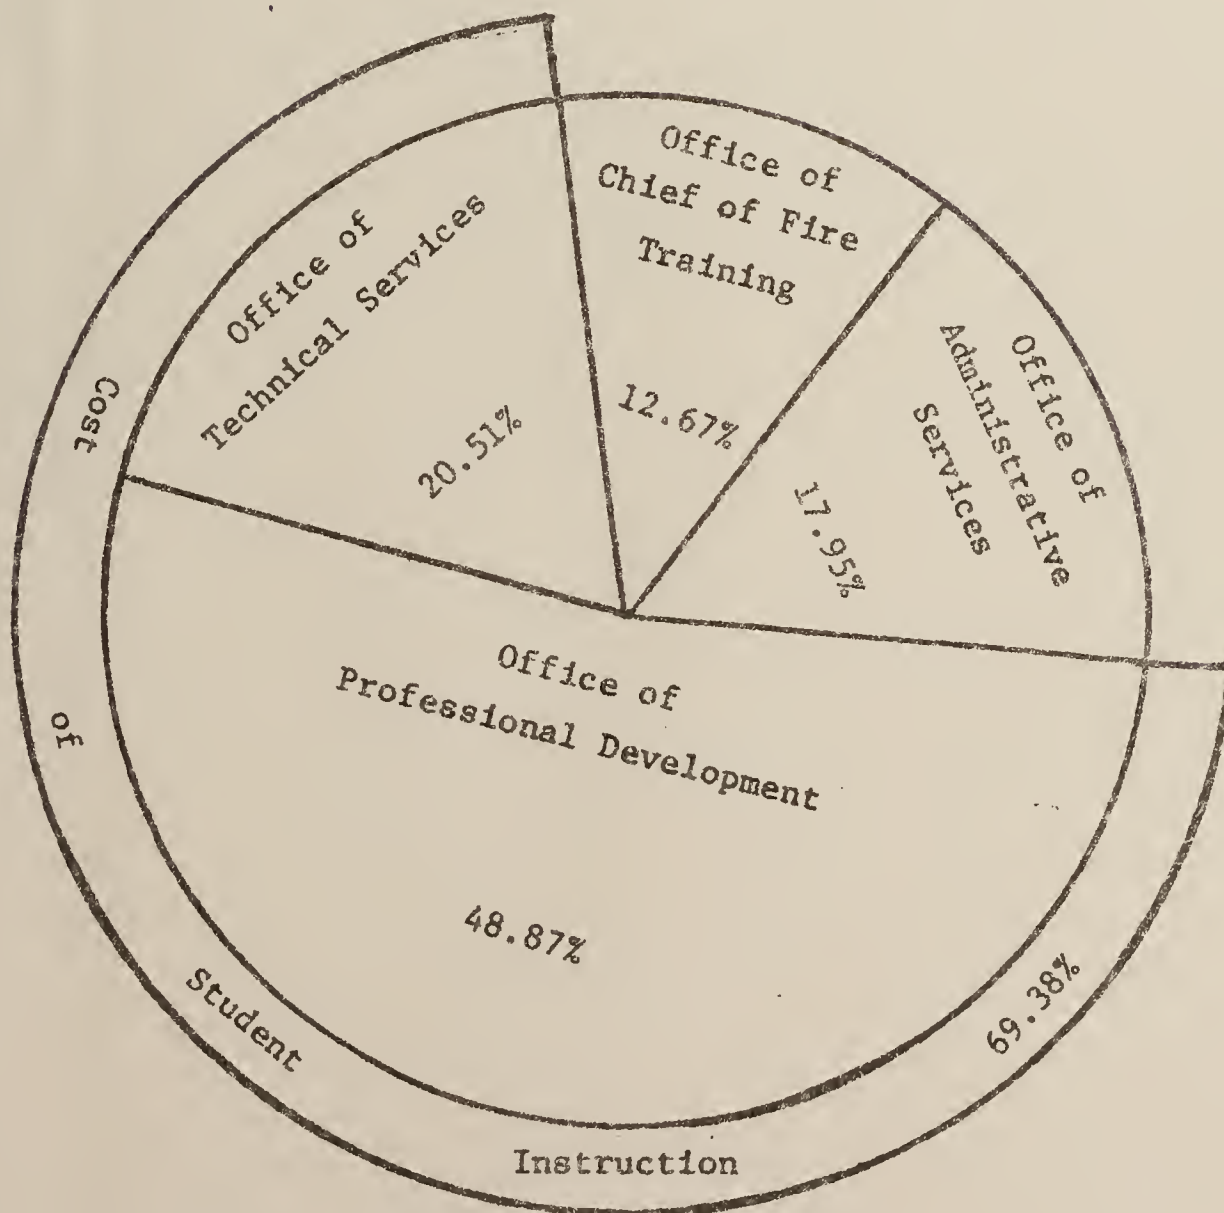 Office of
Chief of Fire
Training
12.67%
Office of
Administrative
Services
17.95%
Office of
Technical Services
20.51%
Office of
Professional Development
48.87%
Cost
of
Student
Instruction
69.38%